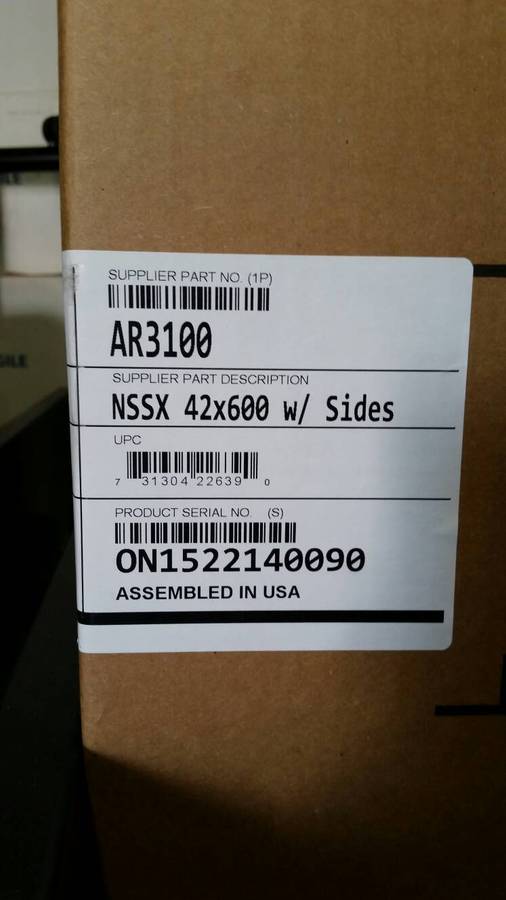 SUPPLIER PART NO. (1P)
AR3100
SUPPLIER PART DESCRIPTION
NSSX 42x600 w/ Sides
UPC
7 31304 22639 0
PRODUCT SERIAL NO. (S)
ON1522140090
ASSEMBLED IN USA